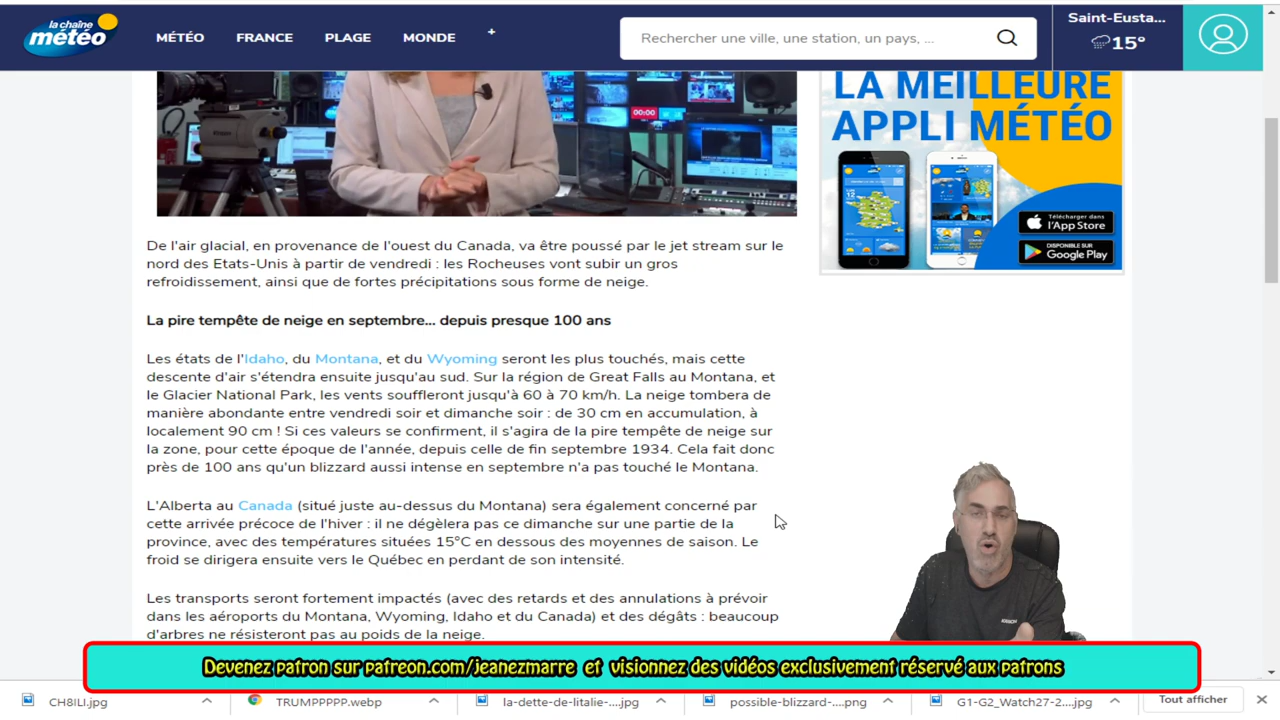 la chaîne
météo
MÉTÉO
FRANCE
PLAGE
MONDE
+
Rechercher une ville, une station, un pays, ...
Saint-Eusta...
15°
00:00
LA MEILLEURE
APPLI MÉTÉO
Télécharger dans
l'App Store
DISPONIBLE SUR
Google Play
De l'air glacial, en provenance de l'ouest du Canada, va être poussé par le jet stream sur le
nord des Etats-Unis à partir de vendredi : les Rocheuses vont subir un gros
refroidissement, ainsi que de fortes précipitations sous forme de neige.
La pire tempête de neige en septembre... depuis presque 100 ans
Les états de l'Idaho, du Montana, et du Wyoming seront les plus touchés, mais cette
descente d'air s'étendra ensuite jusqu'au sud. Sur la région de Great Falls au Montana, et
le Glacier National Park, les vents souffleront jusqu'à 60 à 70 km/h. La neige tombera de
manière abondante entre vendredi soir et dimanche soir : de 30 cm en accumulation, à
localement 90 cm ! Si ces valeurs se confirment, il s'agira de la pire tempête de neige sur
la zone, pour cette époque de l'année, depuis celle de fin septembre 1934. Cela fait donc
près de 100 ans qu'un blizzard aussi intense en septembre n'a pas touché le Montana.
L'Alberta au Canada (situé juste au-dessus du Montana) sera également concerné par
cette arrivée précoce de l'hiver : il ne dégèlera pas ce dimanche sur une partie de la
province, avec des températures situées 15°C en dessous des moyennes de saison. Le
froid se dirigera ensuite vers le Québec en perdant de son intensité.
Les transports seront fortement impactés (avec des retards et des annulations à prévoir
dans les aéroports du Montana, Wyoming, Idaho et du Canada) et des dégâts : beaucoup
d'arbres ne résisteront pas au poids de la neige.
Devenez patron sur patreon.com/jeanezmarre et visionnez des vidéos exclusivement réservé aux patrons
CH8ILI.jpg
TRUMPPPPP.webp
la-dette-de-litalie-....jpg
possible-blizzard-....png
G1-G2_Watch27-2....jpg
Tout afficher